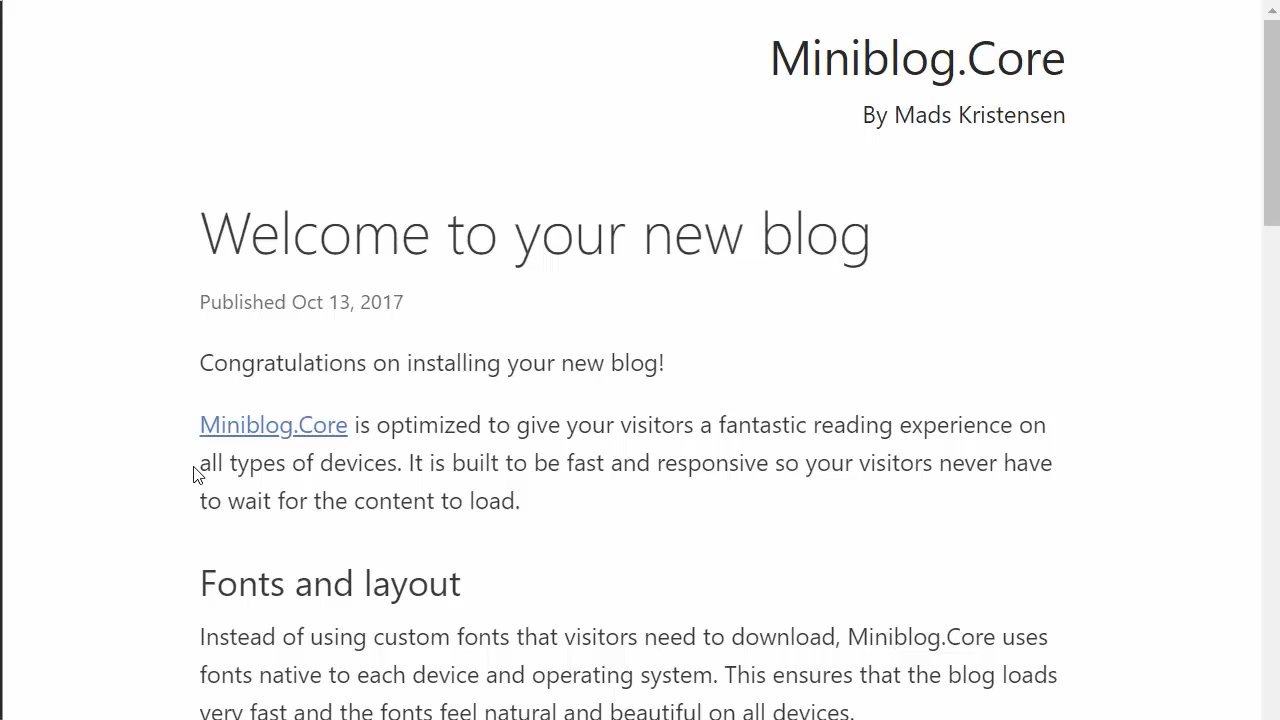 Miniblog.Core
By Mads Kristensen
Welcome to your new blog
Published Oct 13, 2017
Congratulations on installing your new blog!
Miniblog.Core is optimized to give your visitors a fantastic reading experience on
all types of devices. It is built to be fast and responsive so your visitors never have
to wait for the content to load.
Fonts and layout
Instead of using custom fonts that visitors need to download, Miniblog.Core uses
fonts native to each device and operating system. This ensures that the blog loads
very fast and the fonts feel natural and beautiful on all devices.